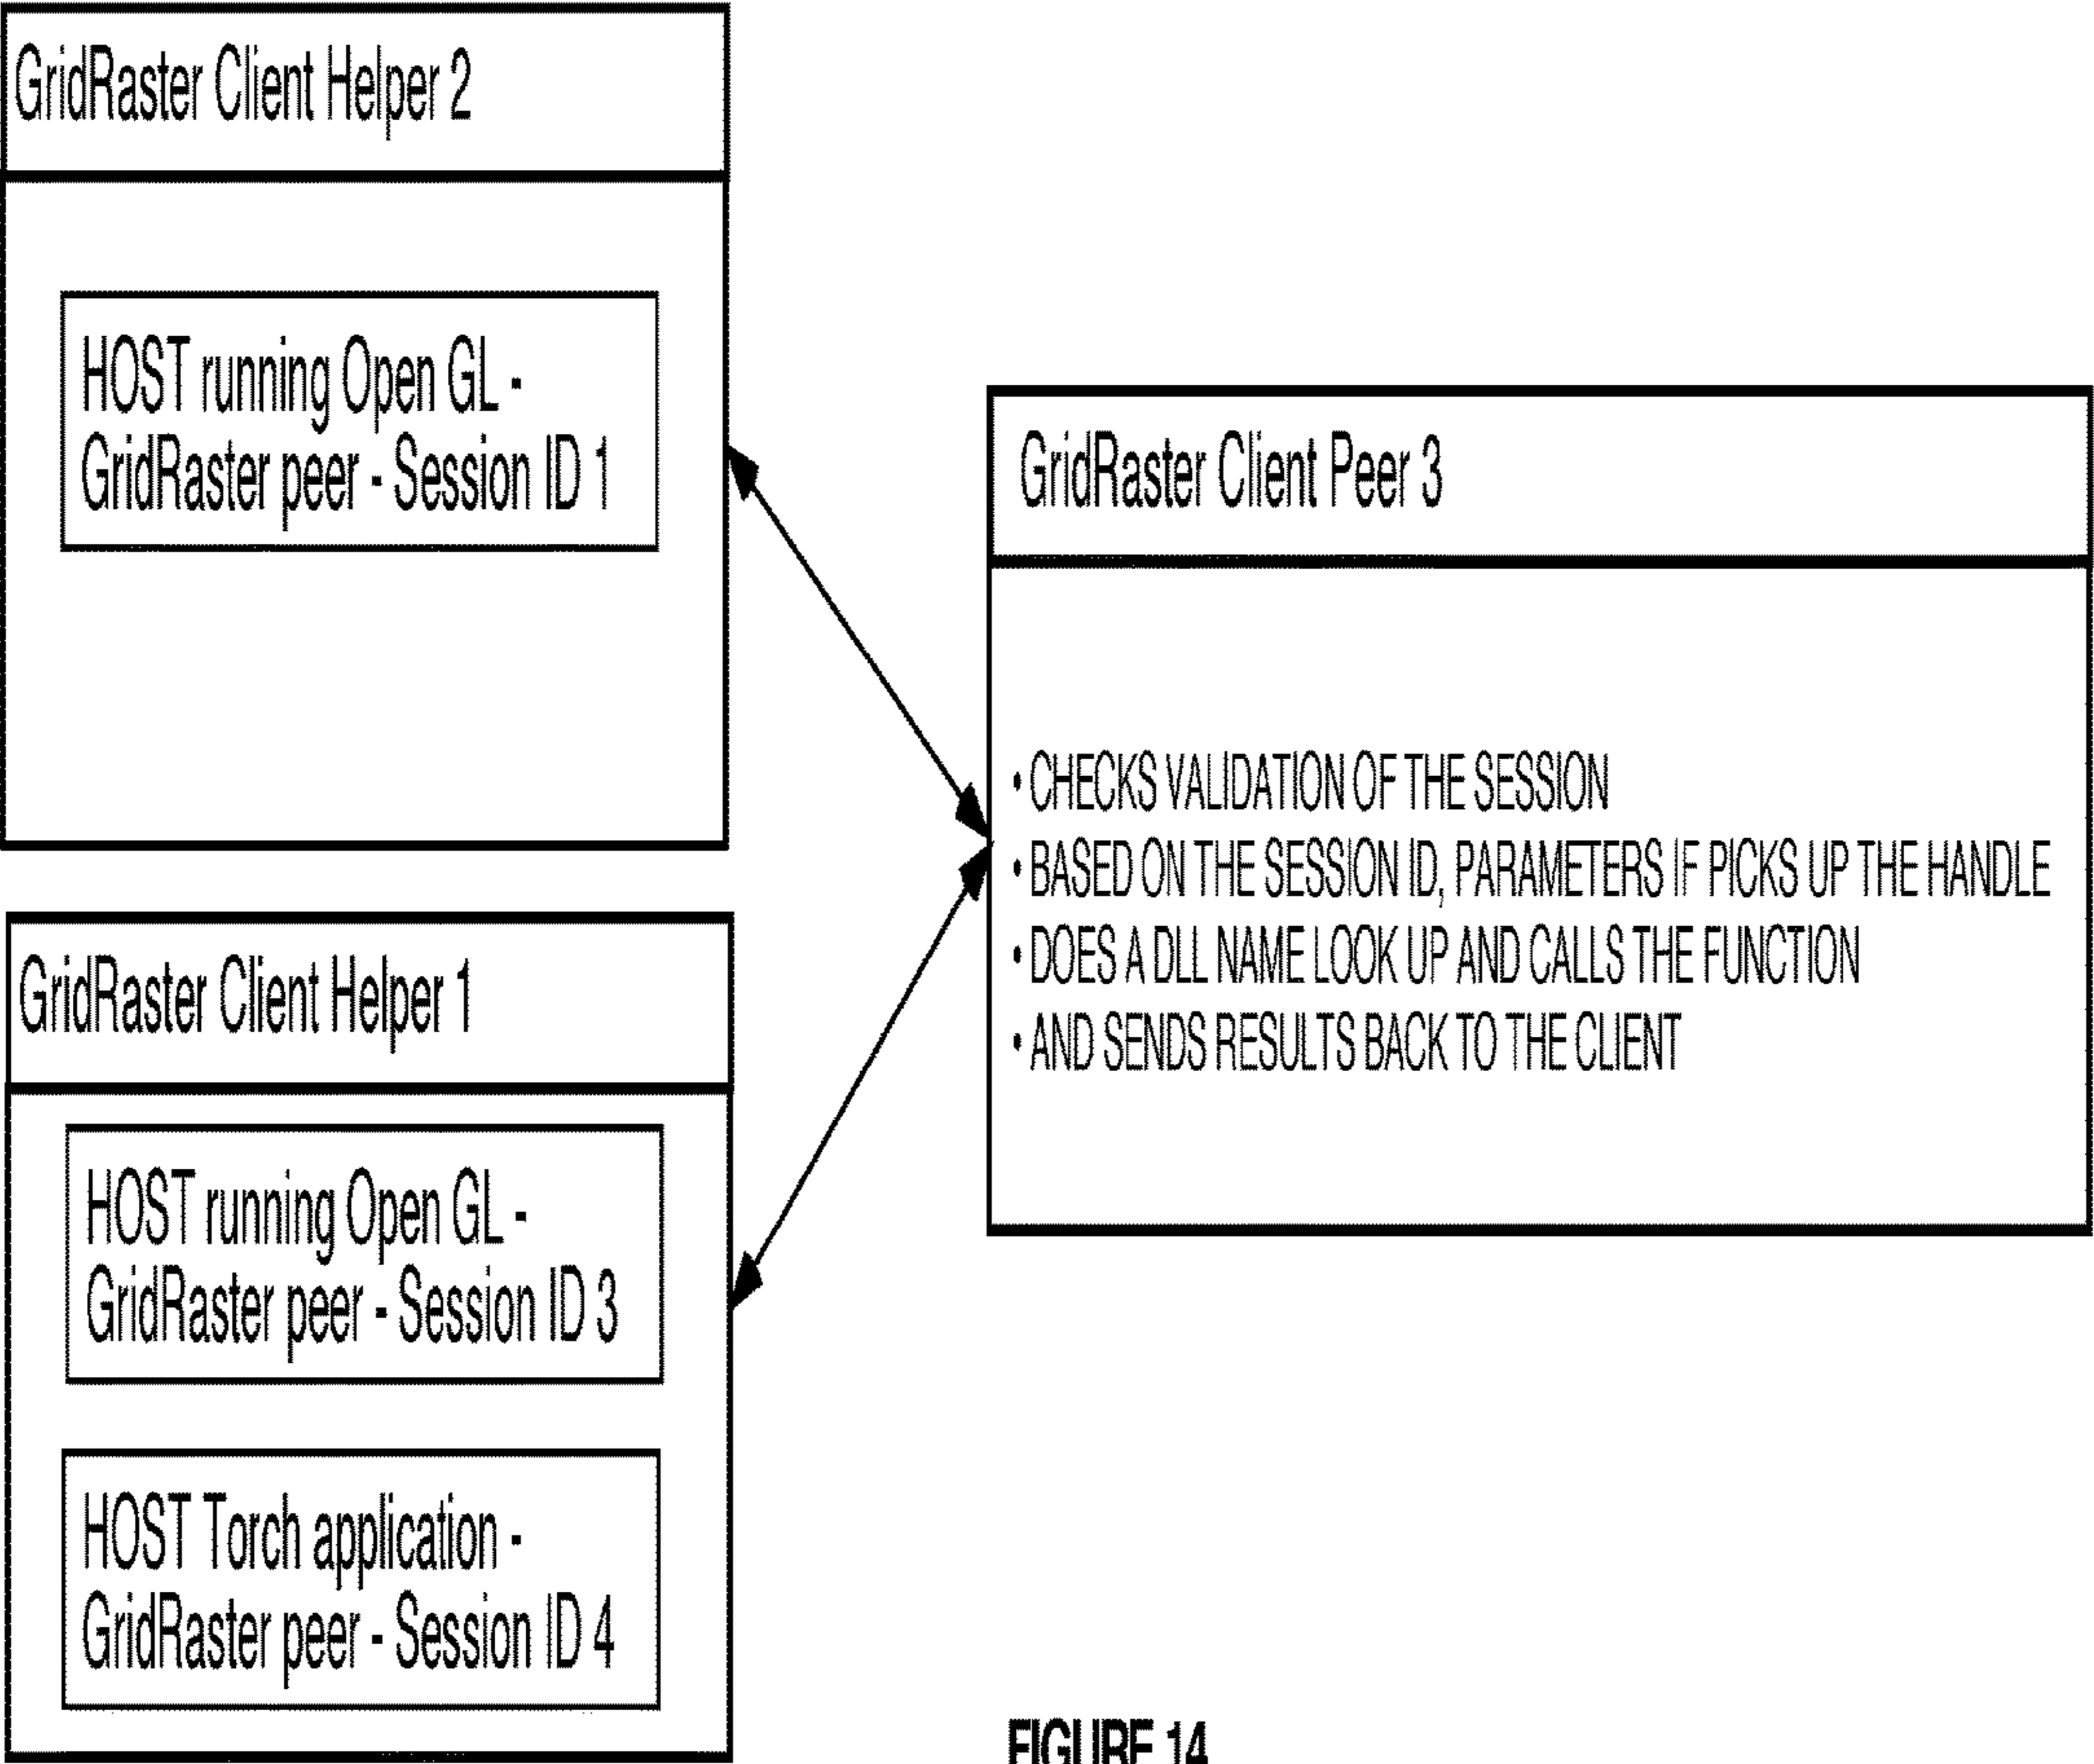 GridRaster Client Helper 2
HOST running Open GL -
GridRaster peer - Session ID 1
GridRaster Client Peer 3
• CHECKS VALIDATION OF THE SESSION
• BASED ON THE SESSION ID, PARAMETERS IF PICKS UP THE HANDLE
• DOES A DLL NAME LOOK UP AND CALLS THE FUNCTION
• AND SENDS RESULTS BACK TO THE CLIENT
GridRaster Client Helper 1
HOST running Open GL -
GridRaster peer - Session ID 3
HOST Torch application -
GridRaster peer - Session ID 4
FIGURE 14